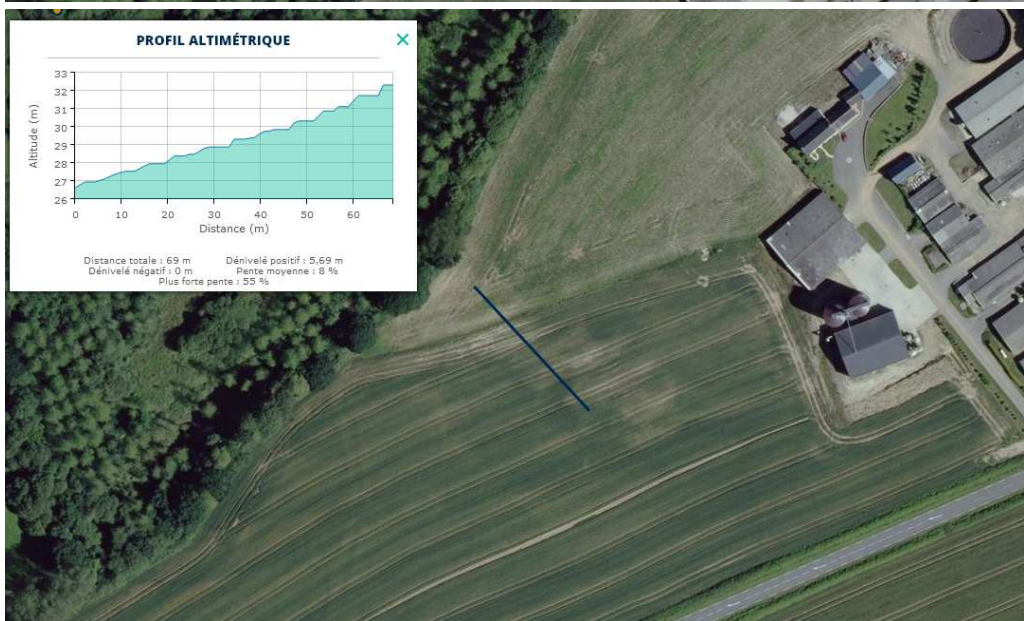 PROFIL ALTIMÉTRIQUE ×
33
32
31
30
29
28
27
26
Altitude (m)
0 10 20 30 40 50 60
Distance (m)
Distance totale : 69 m Dénivelé positif : 5,69 m
Dénivelé négatif : 0 m Pente moyenne : 8 %
Plus forte pente : 55 %